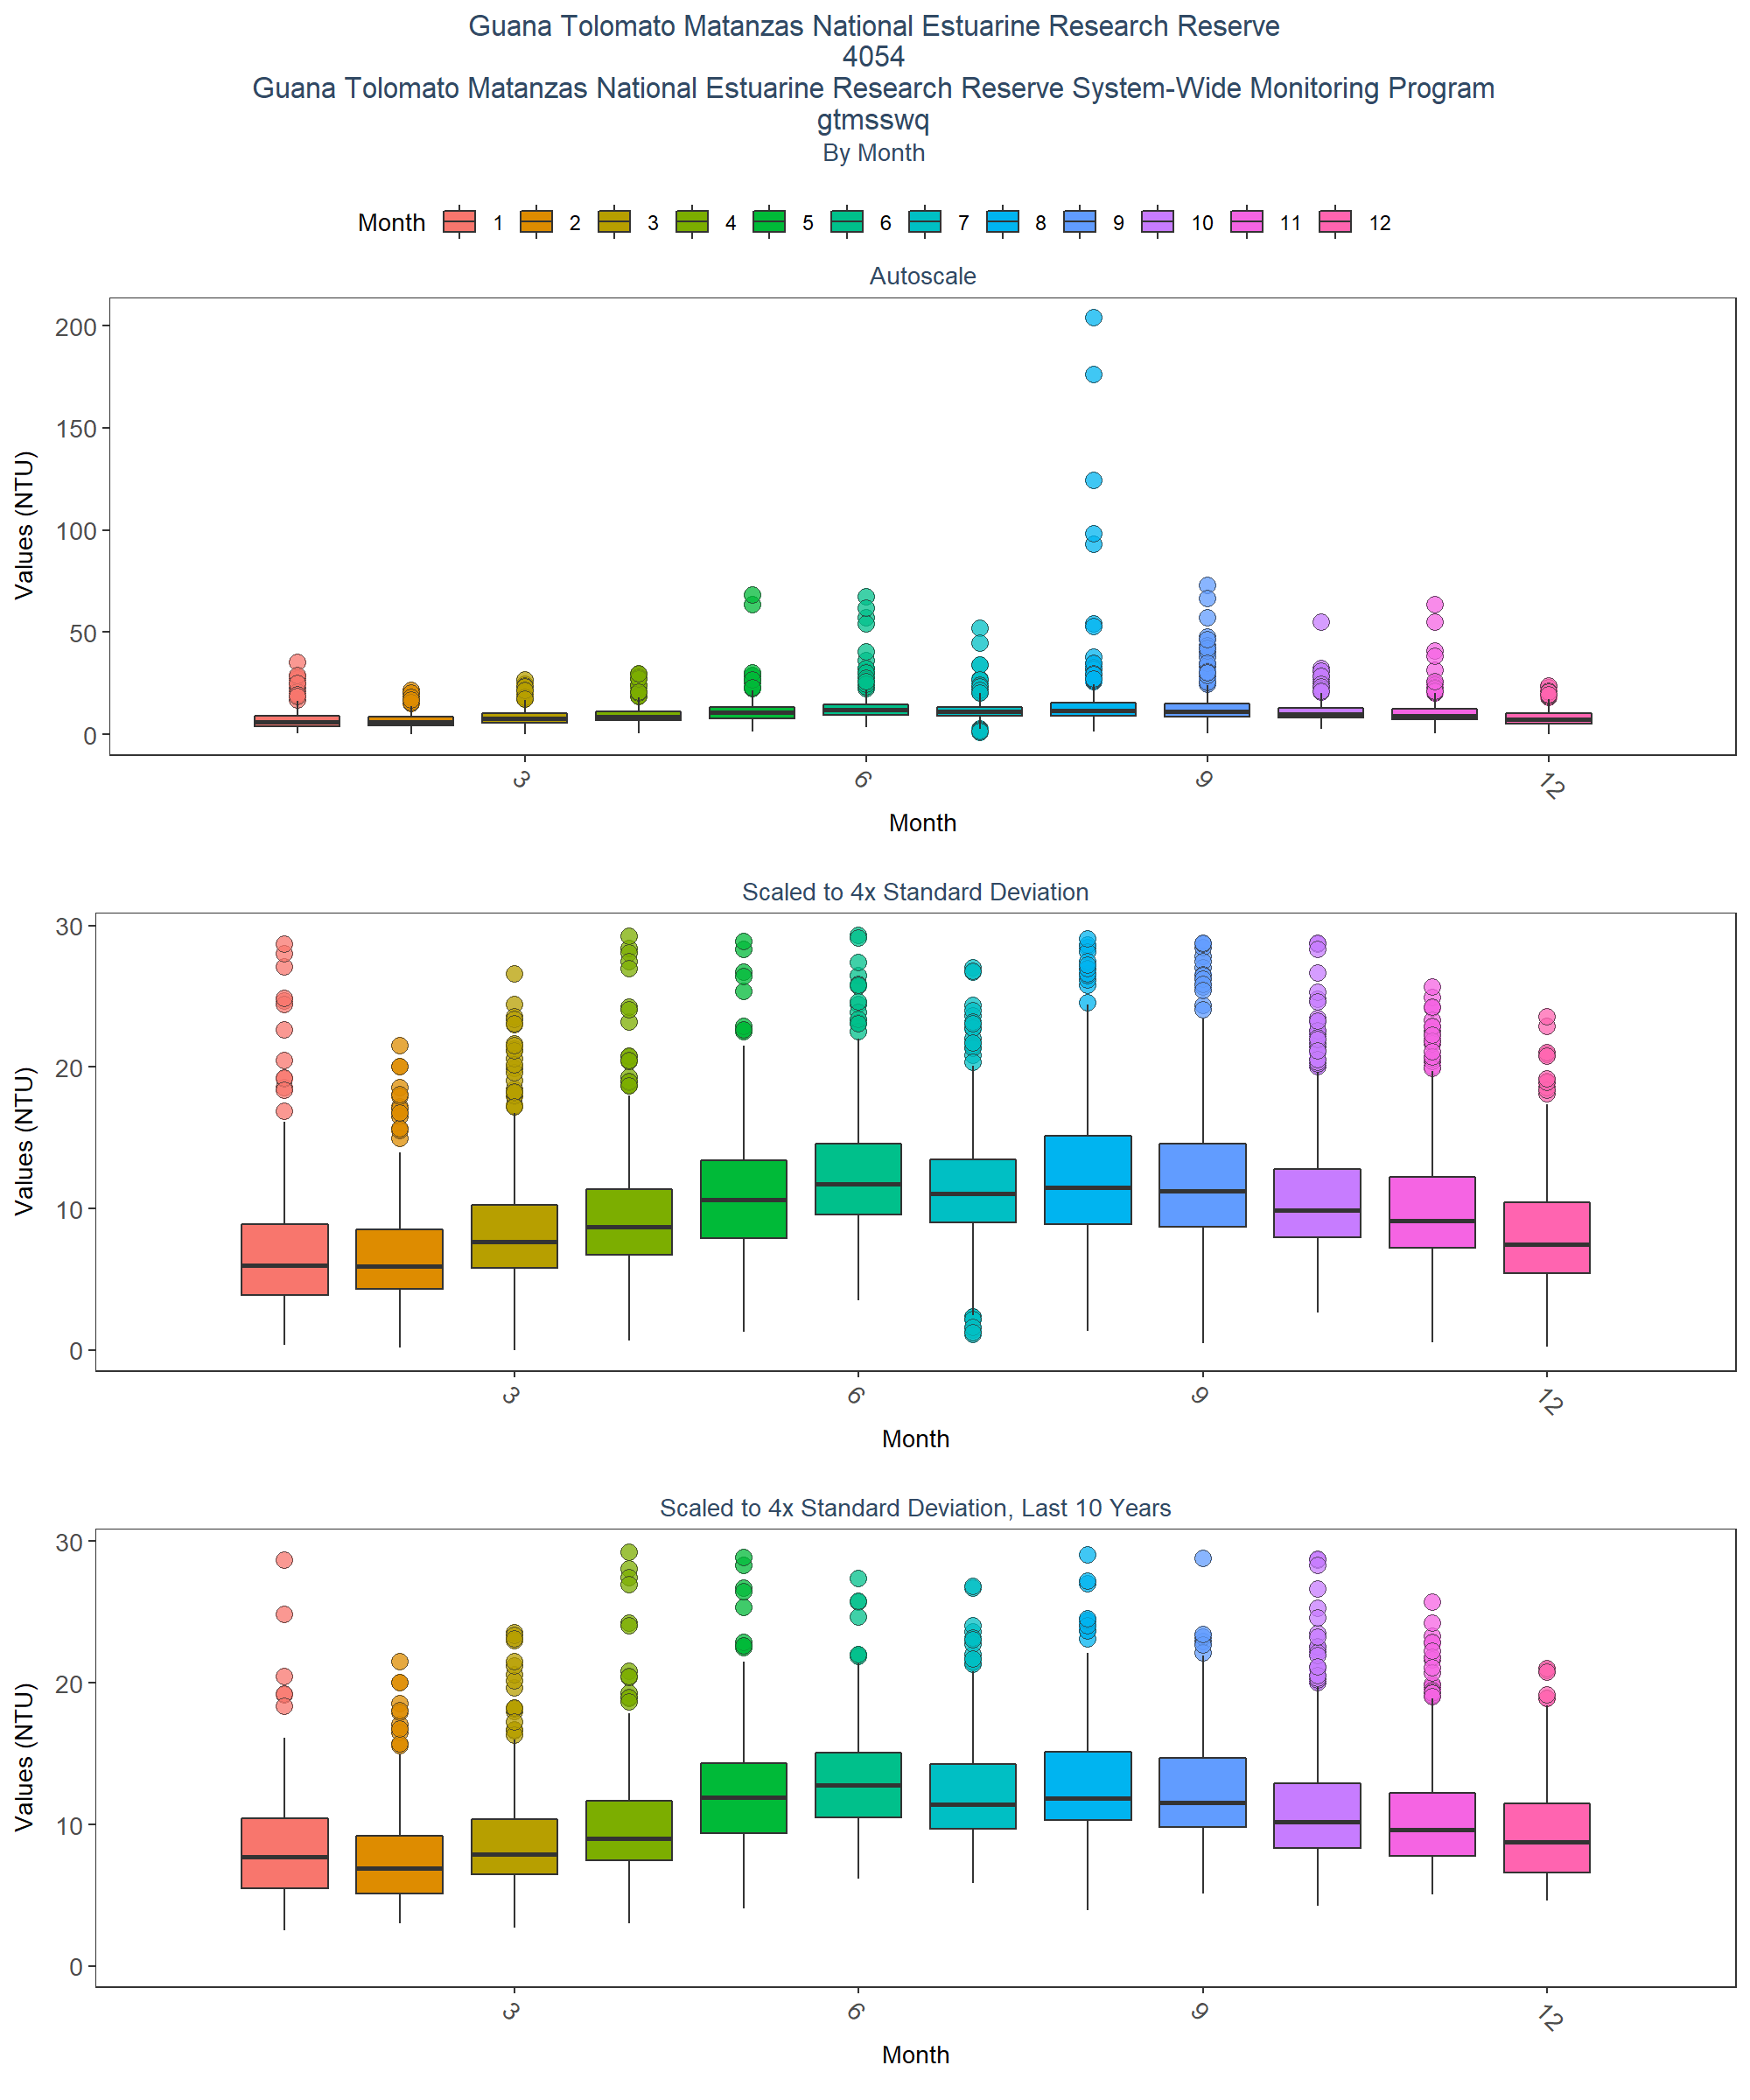 Guana Tolomato Matanzas National Estuarine Research Reserve
4054
Guana Tolomato Matanzas National Estuarine Research Reserve System-Wide Monitoring Program
gtmsswq
By Month
Month 1 2 3 4 5 6 7 8 9 10 11 12
Autoscale
Values (NTU)
200
150
100
50
0
3 6 9 12
Month
Scaled to 4x Standard Deviation
Values (NTU)
30
20
10
0
3 6 9 12
Month
Scaled to 4x Standard Deviation, Last 10 Years
Values (NTU)
30
20
10
0
3 6 9 12
Month